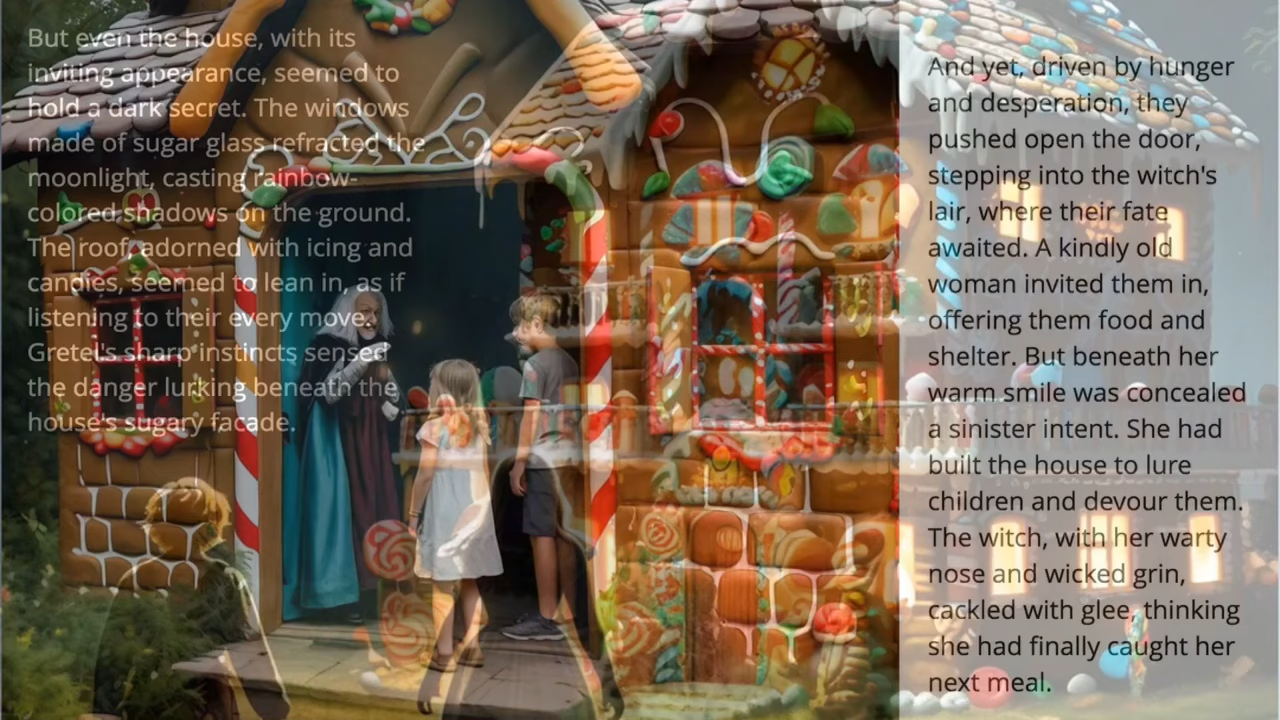 But even the house, with its
inviting appearance, seemed to
hold a dark secret. The windows
made of sugar glass refracted the
moonlight, casting rainbow-
colored shadows on the ground.
The roof, adorned with icing and
candies, seemed to lean in, as if
listening to their every move.
Gretel's sharp instincts sensed
the danger lurking beneath the
house's sugary facade.
And yet, driven by hunger
and desperation, they
pushed open the door,
stepping into the witch's
lair, where their fate
awaited. A kindly old
woman invited them in,
offering them food and
shelter. But beneath her
warm smile was concealed
a sinister intent. She had
built the house to lure
children and devour them.
The witch, with her warty
nose and wicked grin,
cackled with glee, thinking
she had finally caught her
next meal.